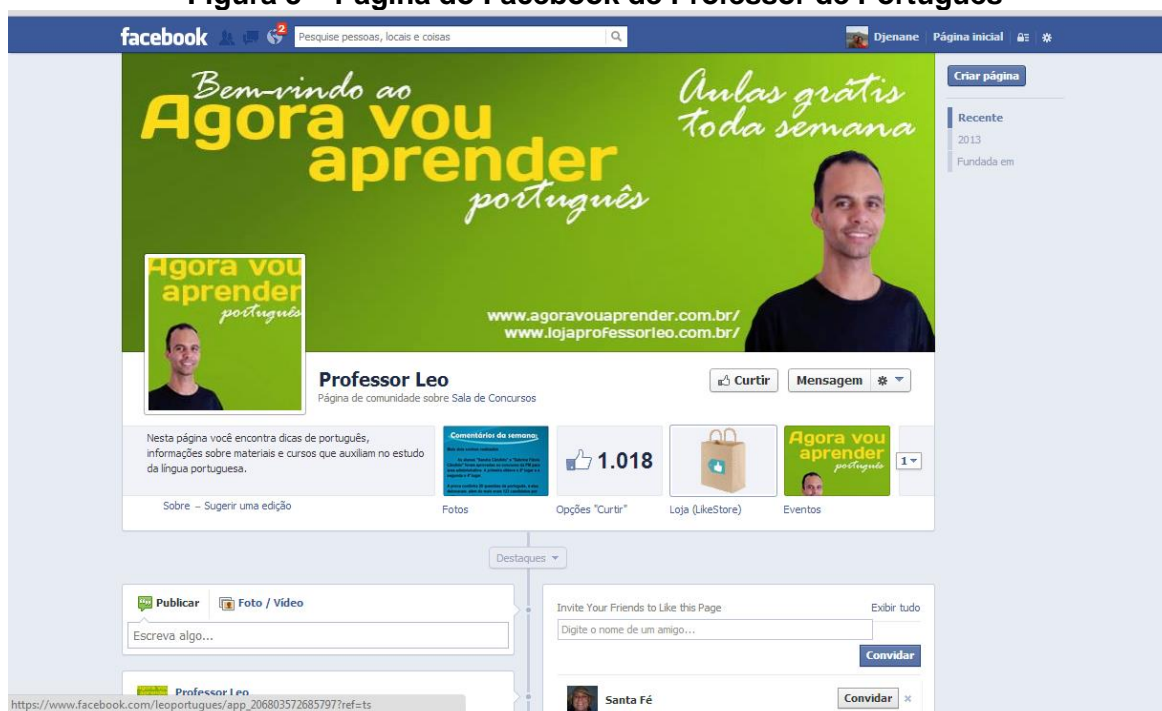 Figura 3 – Página do Facebook de Professor de Português
facebook
2
Pesquise pessoas, locais e coisas
Djenane
Página inicial
Criar página
Recente
2013
Fundada em
Bem-vindo ao
Agora vou
aprender
português
Aulas grátis
toda semana
www.agoravouaprender.com.br/
www.lojaprofessorleo.com.br/
Agora vou
aprender
português
Professor Leo
Página de comunidade sobre Sala de Concursos
Curtir
Mensagem
Nesta página você encontra dicas de português,
informações sobre materiais e cursos que auxiliam no estudo
da língua portuguesa.
Sobre – Sugerir uma edição
Comentários da semana:
Fotos
1.018
Opções "Curtir"
Loja (LikeStore)
Agora vou
aprender
português
Eventos
1
Destaques
Publicar
Foto / Vídeo
Escreva algo...
Invite Your Friends to Like this Page
Exibir tudo
Digite o nome de um amigo...
Convidar
Professor Leo
Santa Fé
Convidar
https://www.facebook.com/leoportugues/app_206803572685797?ref=ts